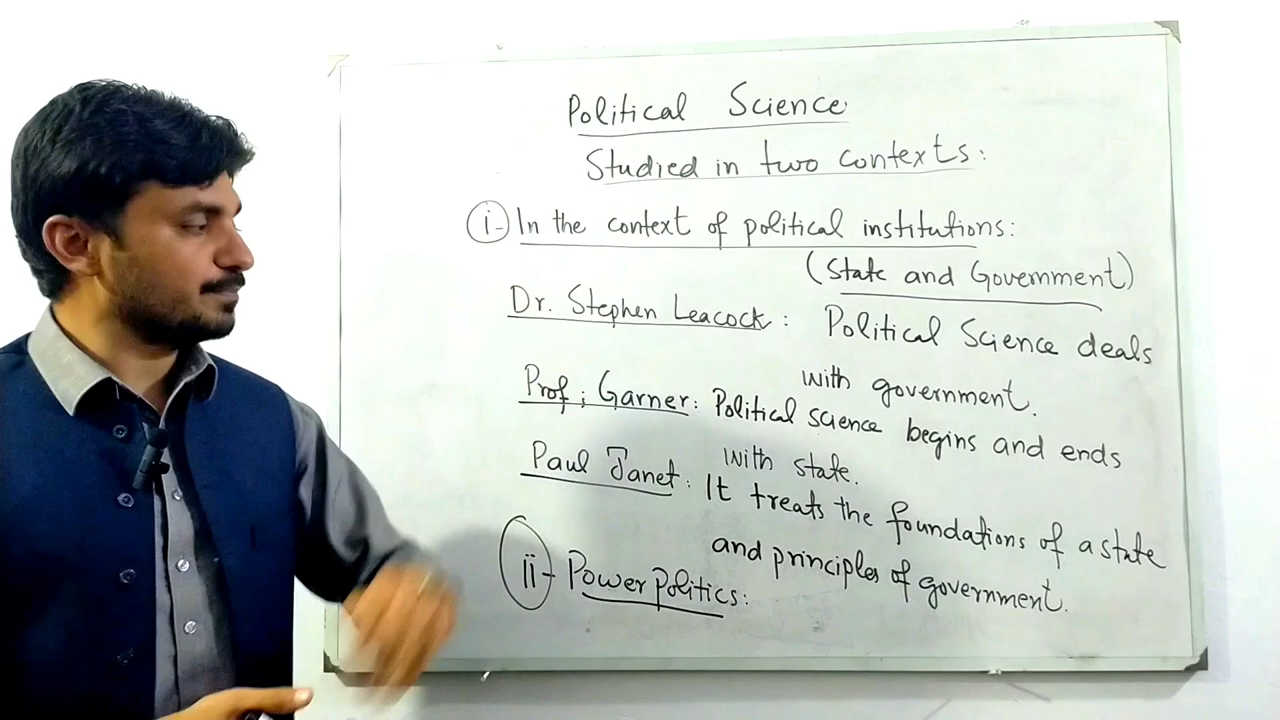 Political Science
Studied in two contexts:
i- In the context of political institutions:
(State and Government)
Dr. Stephen Leacock: Political Science deals
with government.
Prof; Garner: Political science begins and ends
with state.
Paul Janet: It treats the foundations of a state
and principles of government.
ii- Power Politics: